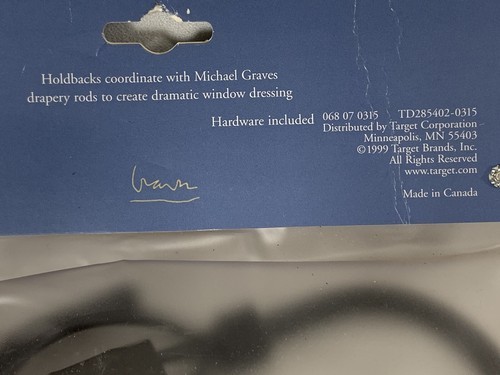 Holdbacks coordinate with Michael Graves
drapery rods to create dramatic window dressing
Hardware included
068 07 0315 TD285402-0315
Distributed by Target Corporation
Minneapolis, MN 55403
©1999 Target Brands, Inc.
All Rights Reserved
www.target.com
Made in Canada
Graves